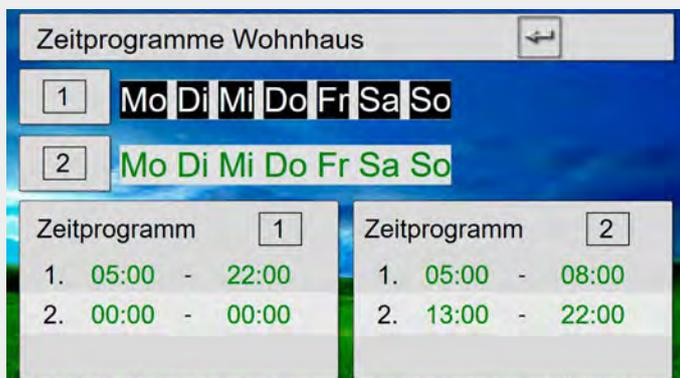 Zeitprogramme Wohnhaus
1 Mo Di Mi Do Fr Sa So
2 Mo Di Mi Do Fr Sa So
Zeitprogramm 1
1. 05:00 - 22:00
2. 00:00 - 00:00
Zeitprogramm 2
1. 05:00 - 08:00
2. 13:00 - 22:00